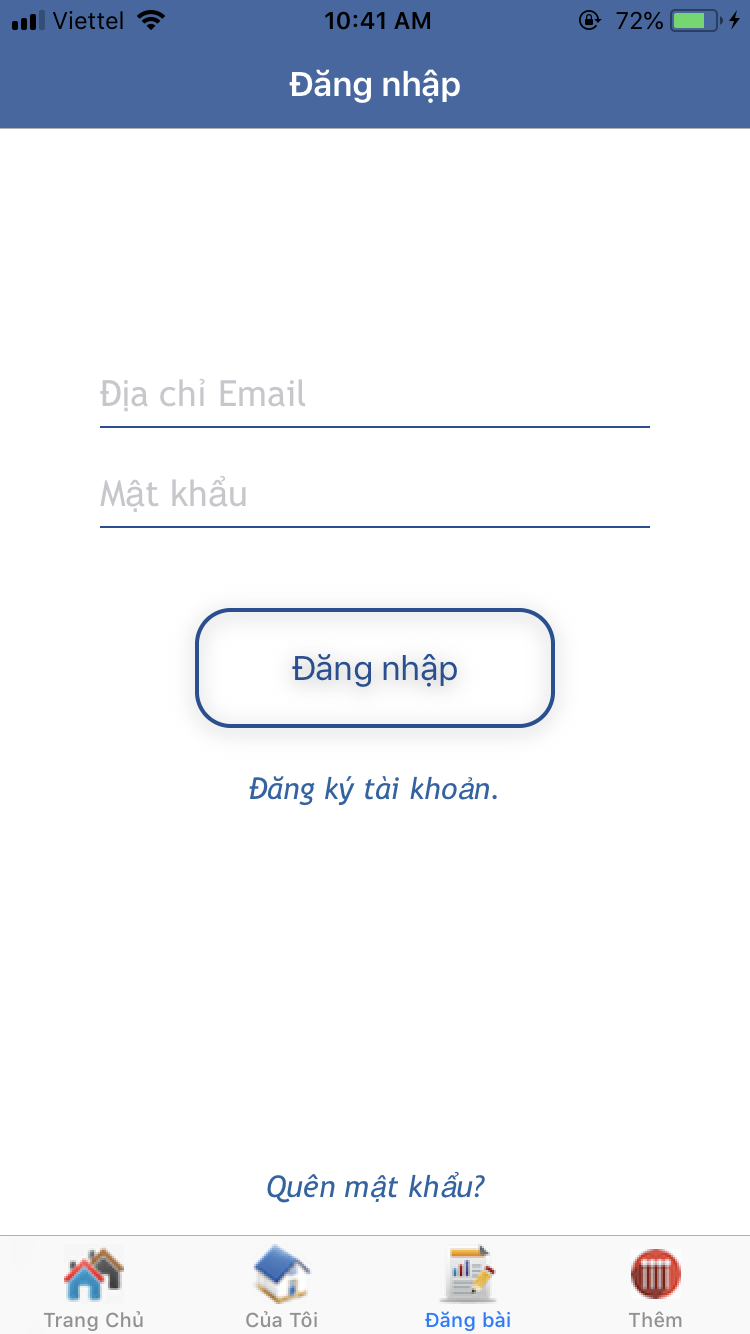 Viettel 10:41 AM 72%
Đăng nhập
Địa chỉ Email
Mật khẩu
Đăng nhập
Đăng ký tài khoản.
Quên mật khẩu?
Trang Chủ Của Tôi Đăng bài Thêm